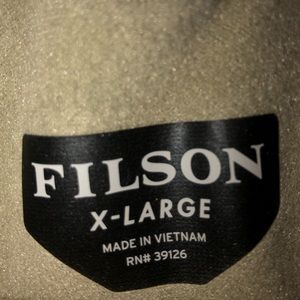 FILSON
X-LARGE
MADE IN VIETNAM
RN# 39126